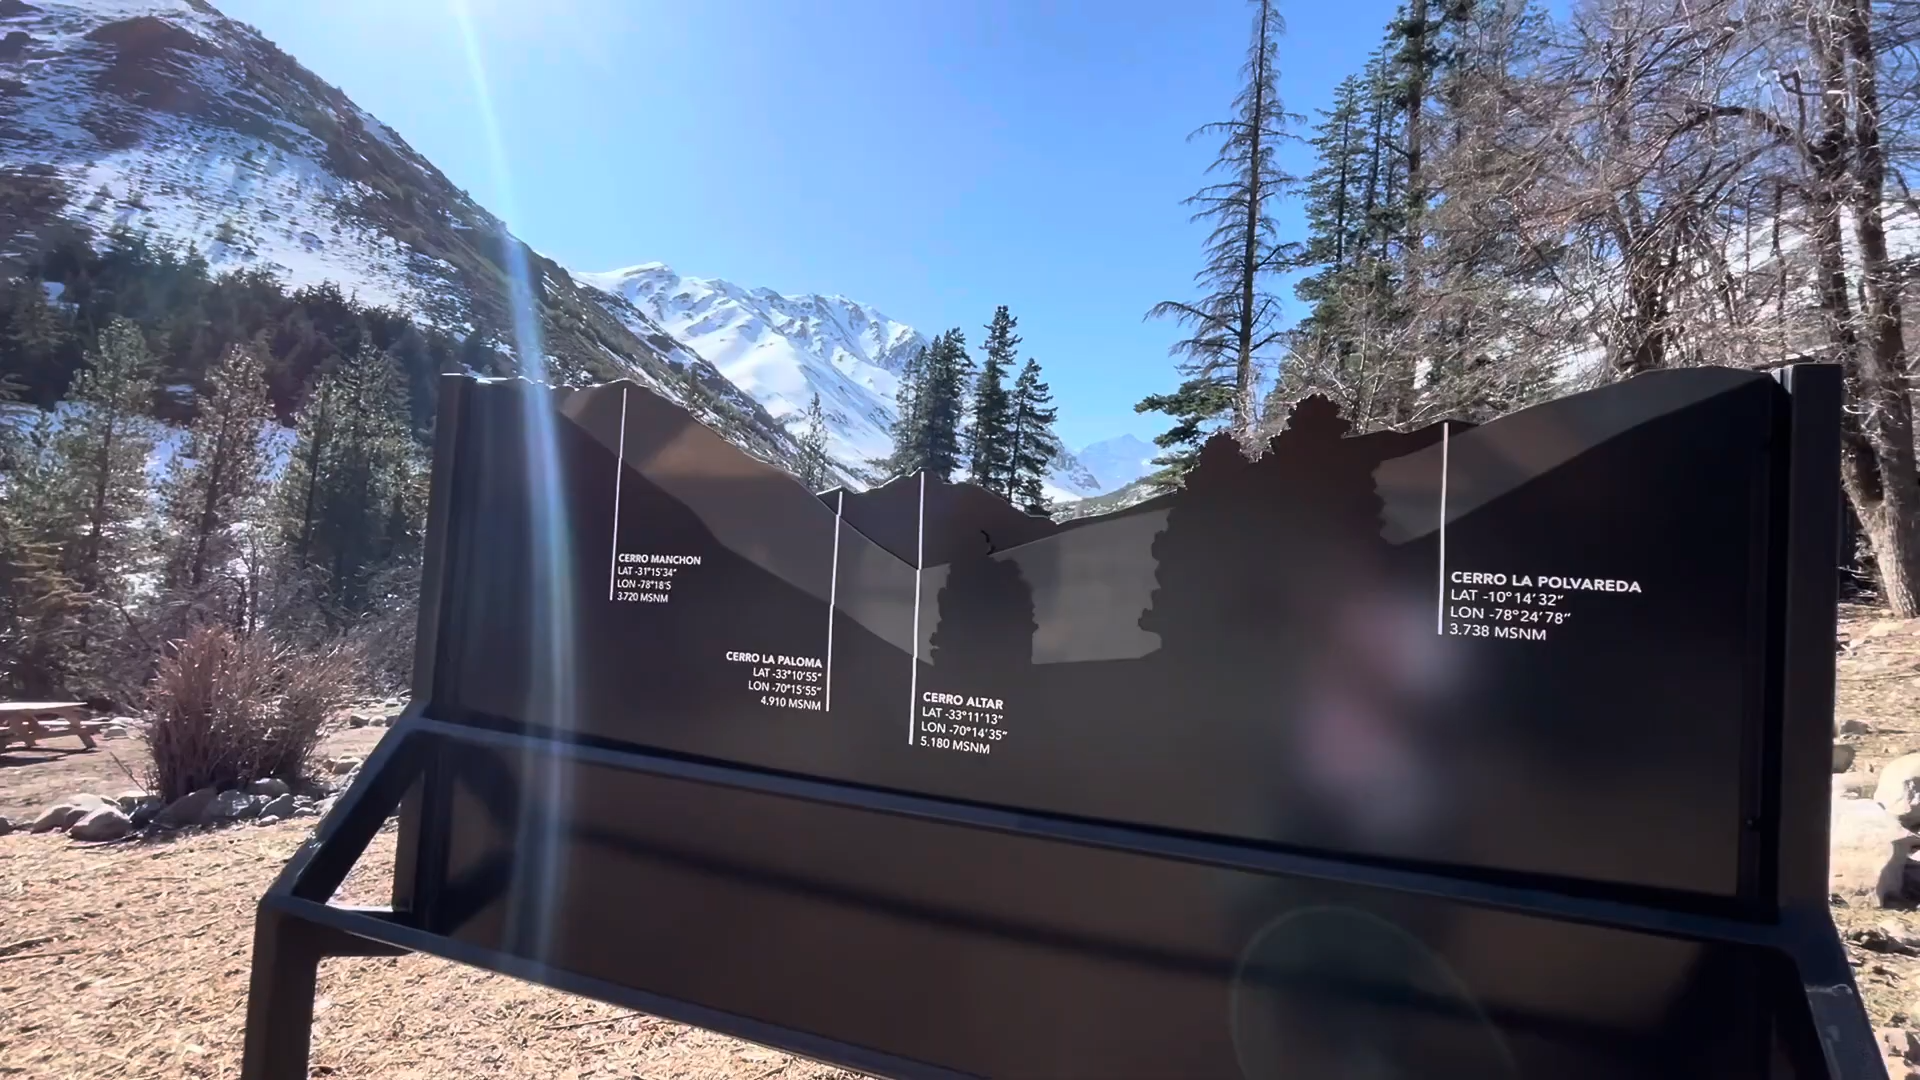 CERRO MANCHON
LAT -31°15'34"
LON -78°18'S
3.720 MSNM
CERRO LA PALOMA
LAT -33°10'55"
LON -70°15'55"
4.910 MSNM
CERRO ALTAR
LAT -33°11'13"
LON -70°14'35"
5.180 MSNM
CERRO LA POLVAREDA
LAT -10°14'32"
LON -78°24'78"
3.738 MSNM